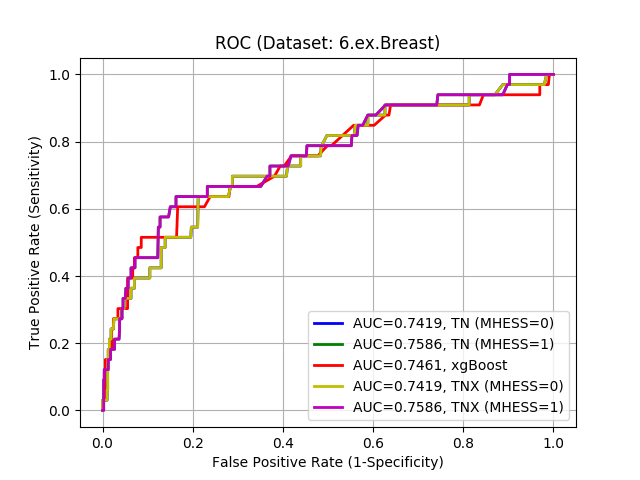 ROC (Dataset: 6.ex.Breast)
True Positive Rate (Sensitivity)
1.0
0.8
0.6
0.4
0.2
0.0
AUC=0.7419, TN (MHESS=0)
AUC=0.7586, TN (MHESS=1)
AUC=0.7461, xgBoost
AUC=0.7419, TNX (MHESS=0)
AUC=0.7586, TNX (MHESS=1)
0.0 0.2 0.4 0.6 0.8 1.0
False Positive Rate (1-Specificity)